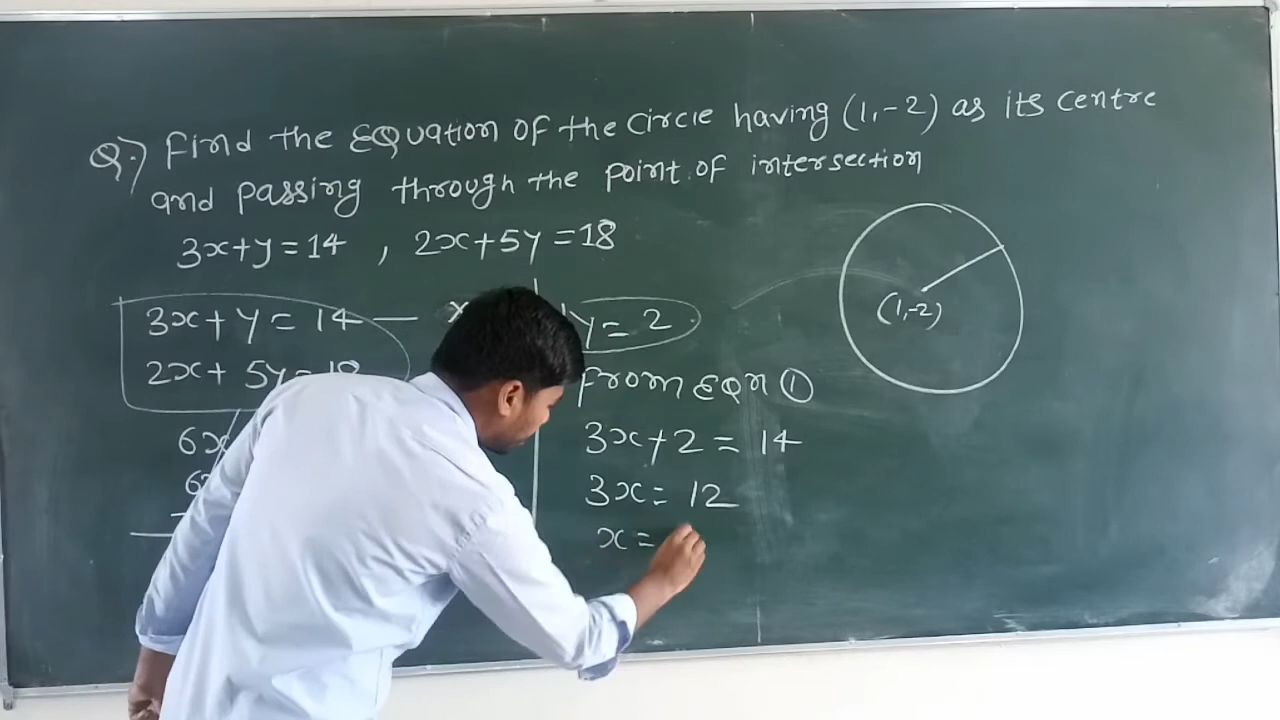 Q.) Find the Equation of the circle having (1,-2) as its centre
and passing through the point of intersection
3x+y=14 , 2x+5y=18
3x+y=14 —
2x+5y=18
6x
6
y=2
From Eqn ①
3x+2=14
3x=12
x=
(1,-2)